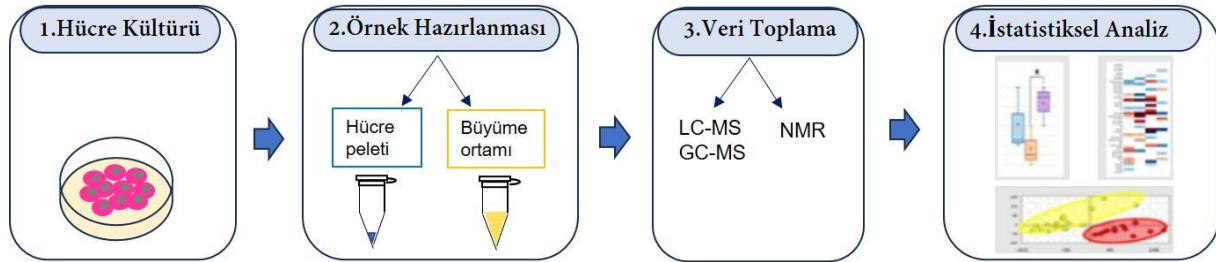 1.Hücre Kültürü
2.Örnek Hazırlanması
Hücre
peleti
Büyüme
ortamı
3.Veri Toplama
LC-MS
GC-MS
NMR
4.İstatistiksel Analiz